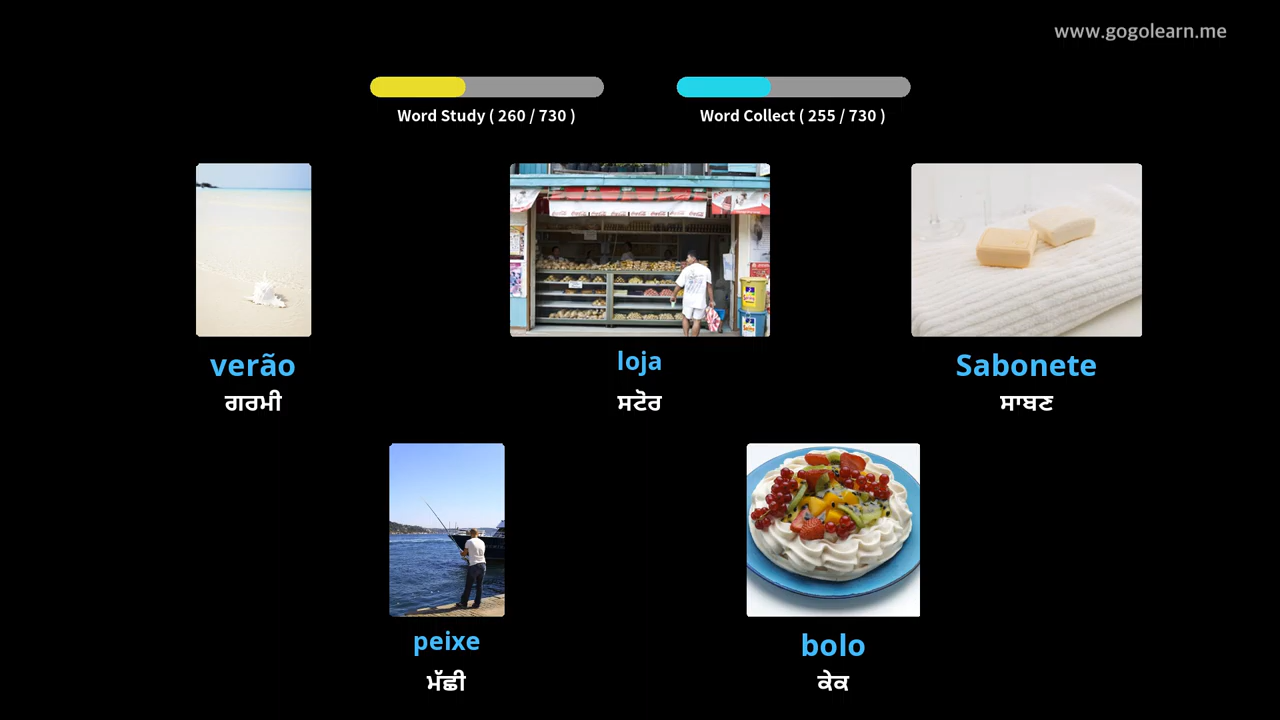 www.gogolearn.me
Word Study ( 260 / 730 )
Word Collect ( 255 / 730 )
verão
ਗਰਮੀ
loja
ਸਟੋਰ
Sabonete
ਸਾਬਣ
peixe
ਮੱਛੀ
bolo
ਕੇਕ